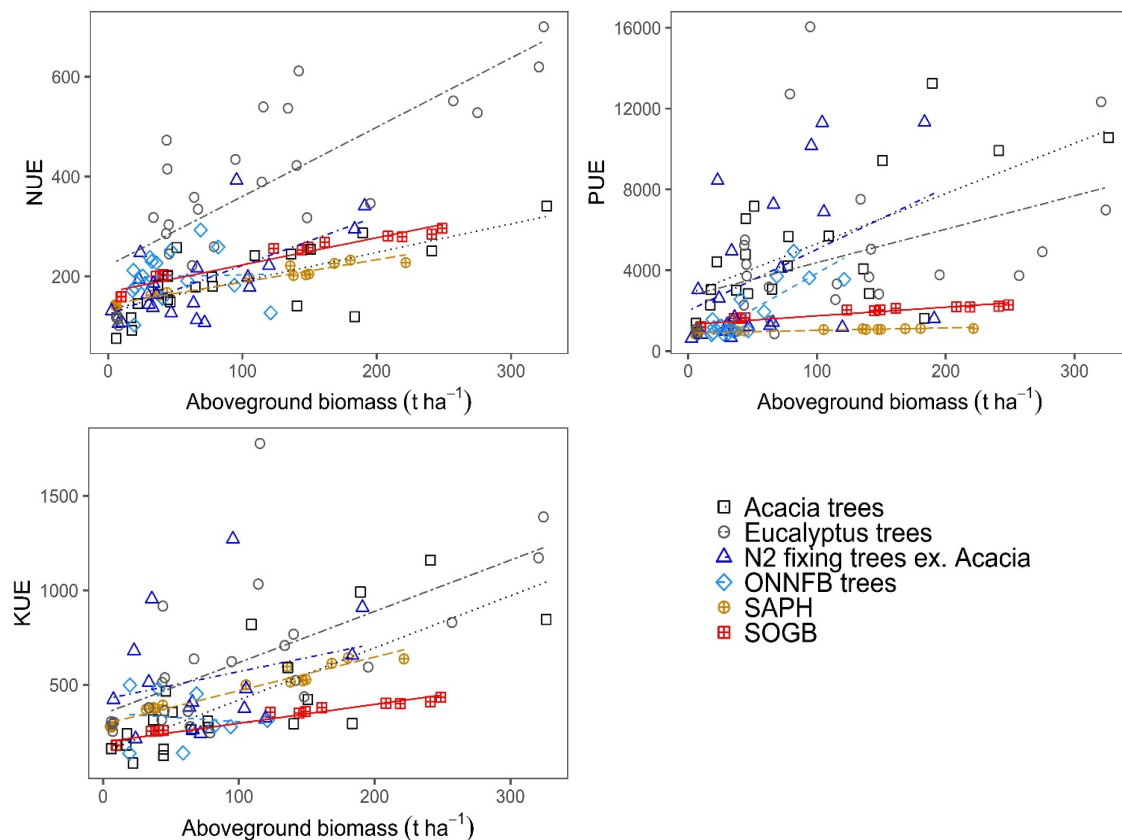 NUE
600
400
200
0
100
200
300
Aboveground biomass (t ha⁻¹)
PUE
16000
12000
8000
4000
0
0
100
200
300
Aboveground biomass (t ha⁻¹)
KUE
1500
1000
500
0
100
200
300
Aboveground biomass (t ha⁻¹)
Acacia trees
Eucalyptus trees
N2 fixing trees ex. Acacia
ONNFB trees
SAPH
SOGB